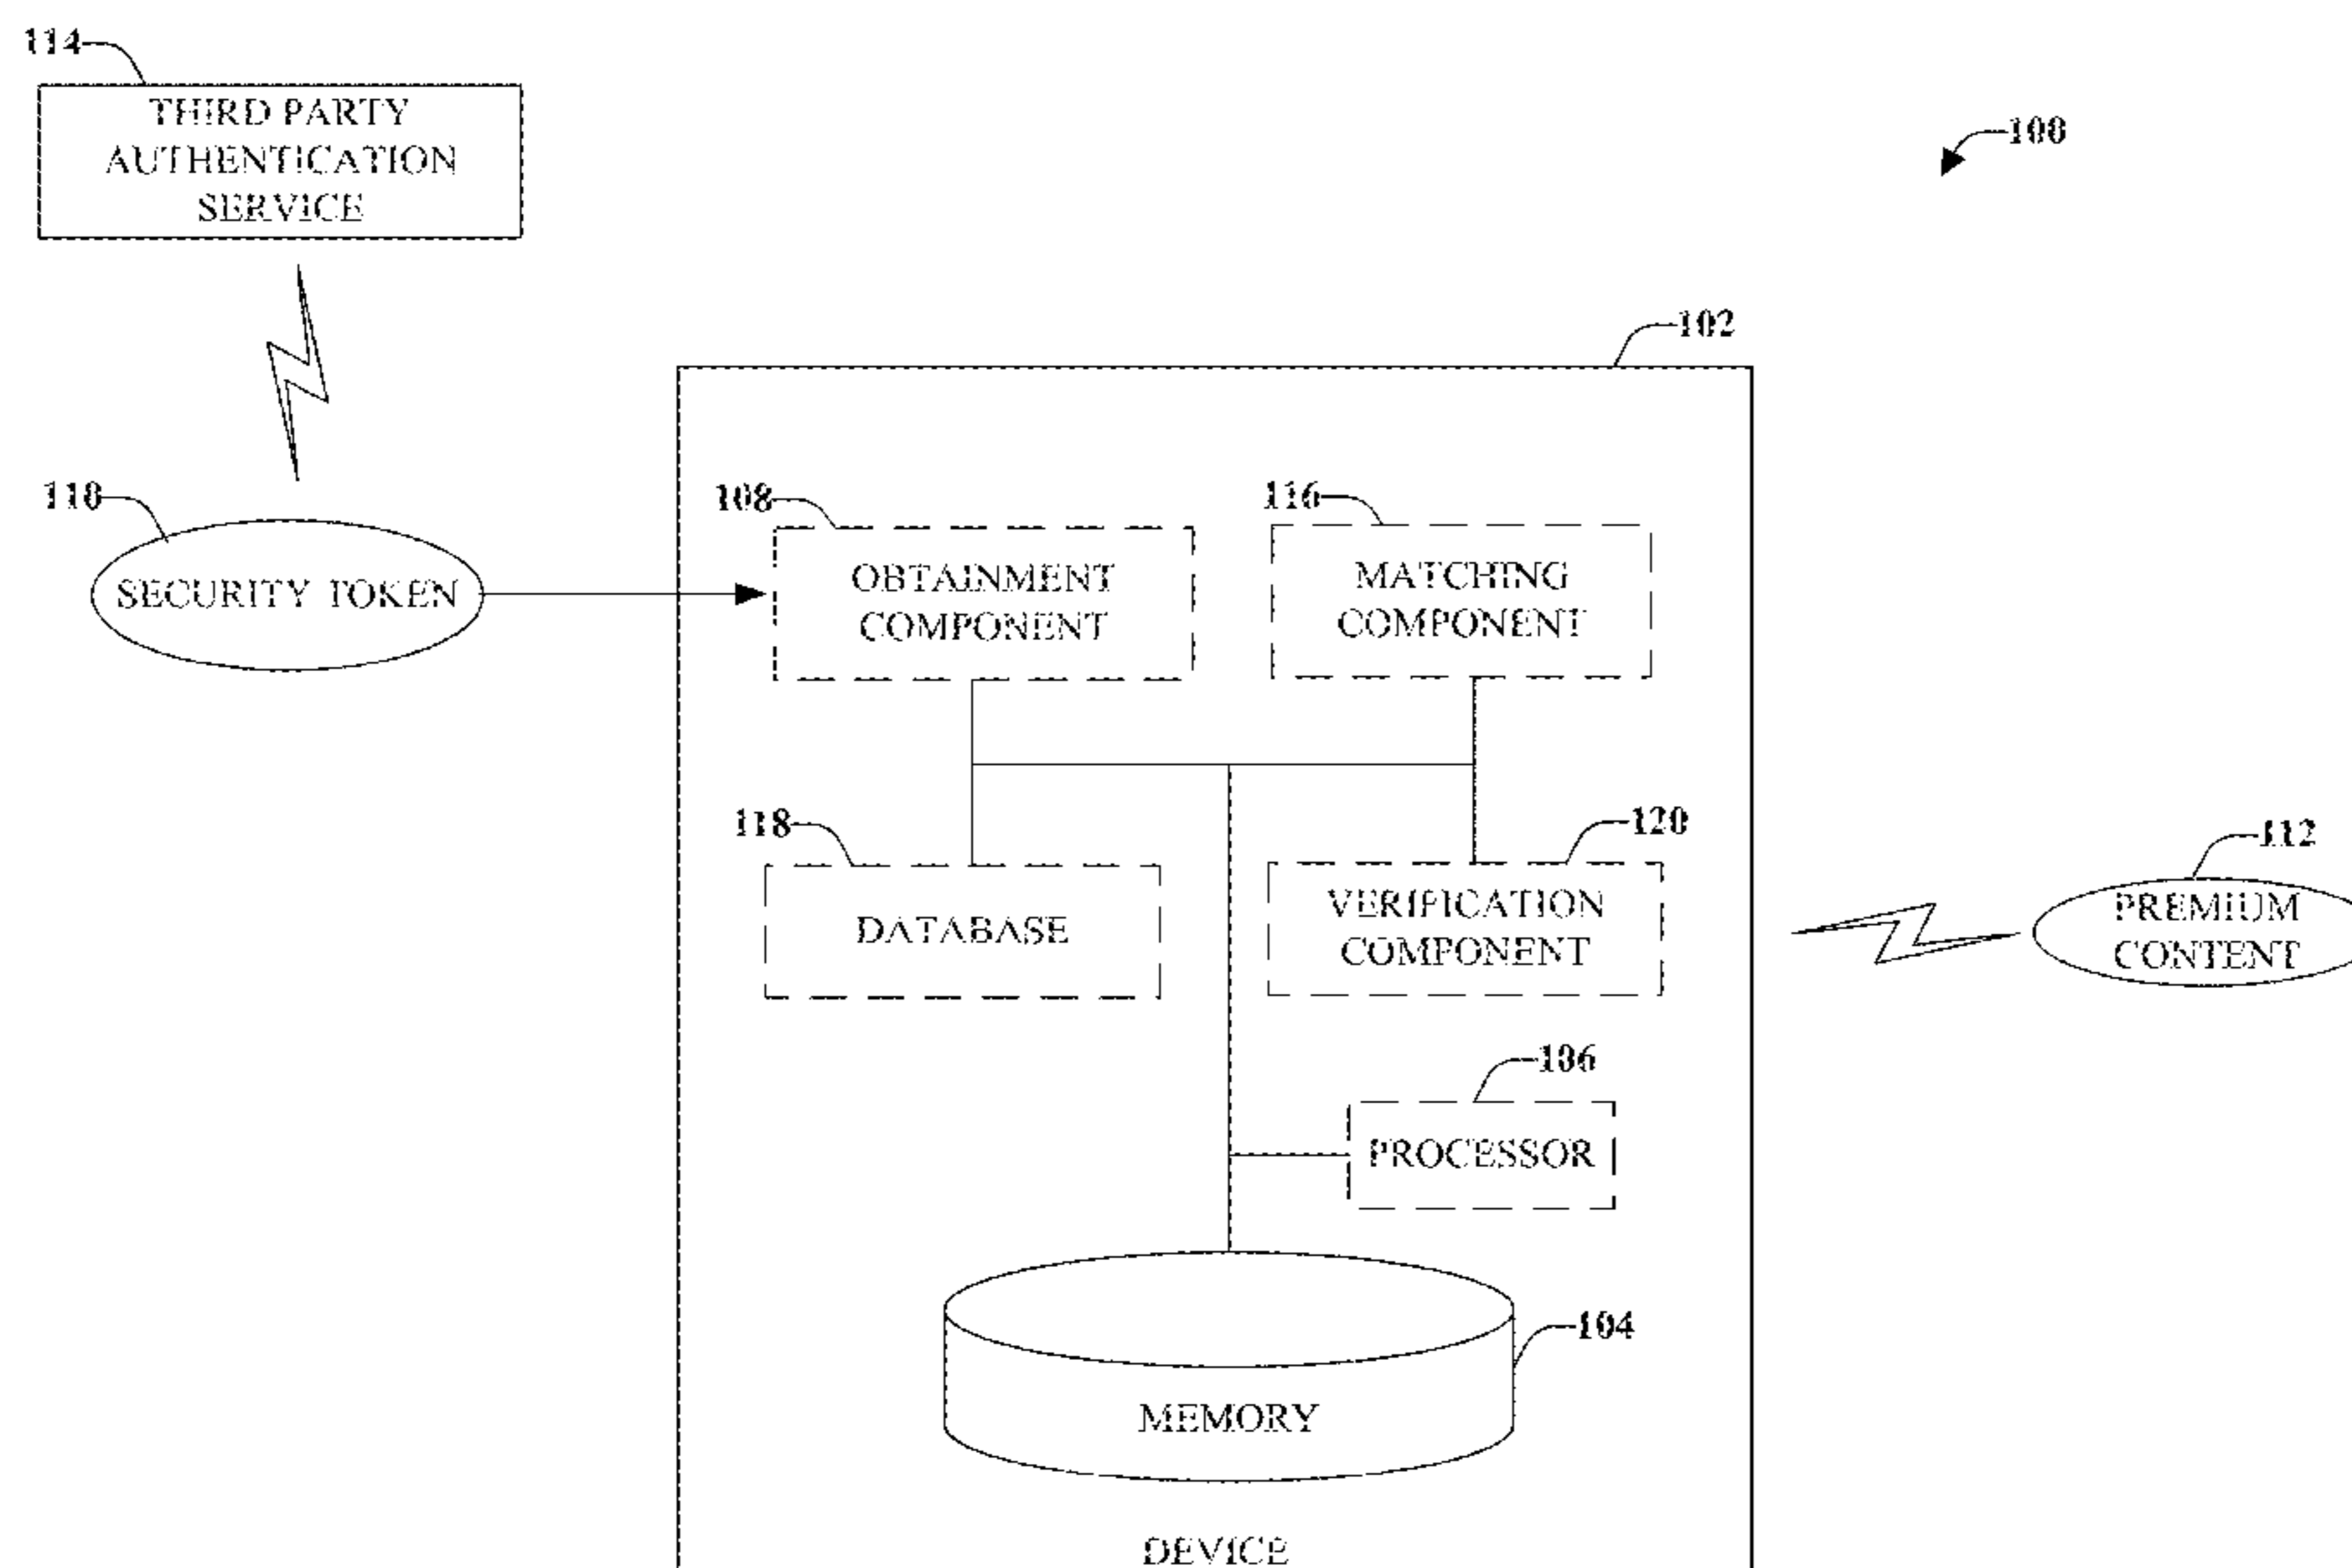 114
THIRD PARTY
AUTHENTICATION
SERVICE
100
102
110
SECURITY TOKEN
108
OBTAINMENT
COMPONENT
116
MATCHING
COMPONENT
118
DATABASE
120
VERIFICATION
COMPONENT
112
PREMIUM
CONTENT
106
PROCESSOR
104
MEMORY
DEVICE